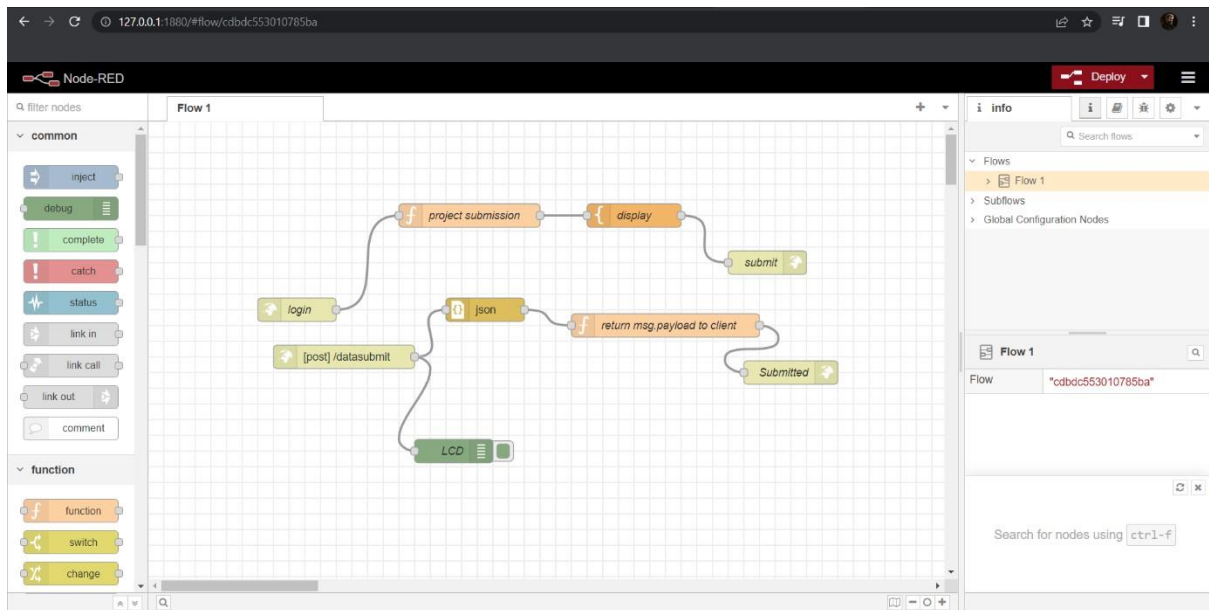 127.0.0.1:1880/#flow/cdbdc553010785ba
Node-RED
Deploy
filter nodes
Flow 1
i info
i
Search flows
common
inject
debug
complete
catch
status
link in
link call
link out
comment
function
function
switch
change
project submission
display
submit
login
json
return msg.payload to client
[post] /datasubmit
Submitted
LCD
Flows
Flow 1
Subflows
Global Configuration Nodes
Flow 1
Flow "cdbdc553010785ba"
Search for nodes using ctrl-f